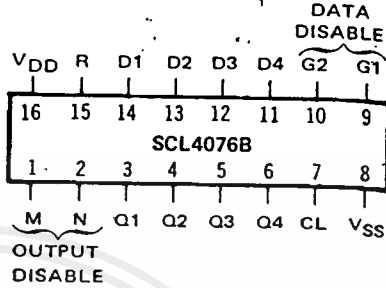 DATA
DISABLE
VDD R D1 D2 D3 D4 G2 G1
16 15 14 13 12 11 10 9
SCL4076B
1 2 3 4 5 6 7 8
M N Q1 Q2 Q3 Q4 CL VSS
OUTPUT
DISABLE